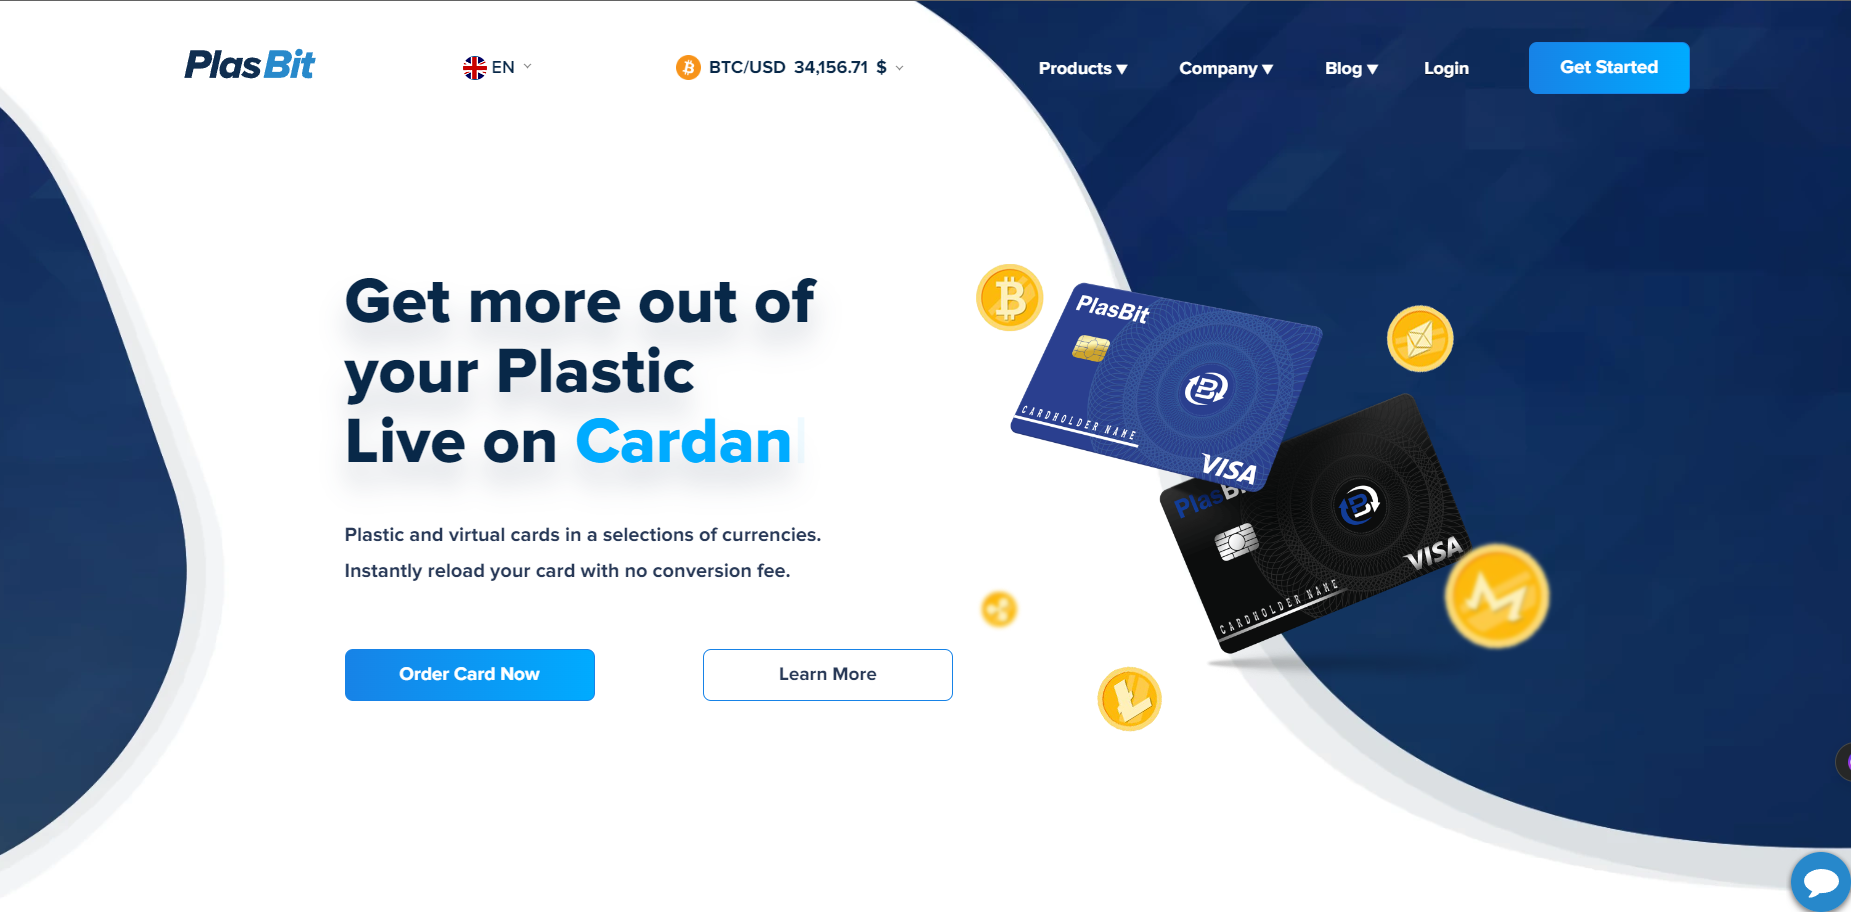 PlasBit
EN
BTC/USD 34,156.71 $
Products
Company
Blog
Login
Get Started
Get more out of
your Plastic
Live on Cardan
Plastic and virtual cards in a selections of currencies.
Instantly reload your card with no conversion fee.
Order Card Now
Learn More
PlasBit
CARDHOLDER NAME
VISA
PlasBi
VISA
CARDHOLDER NAME